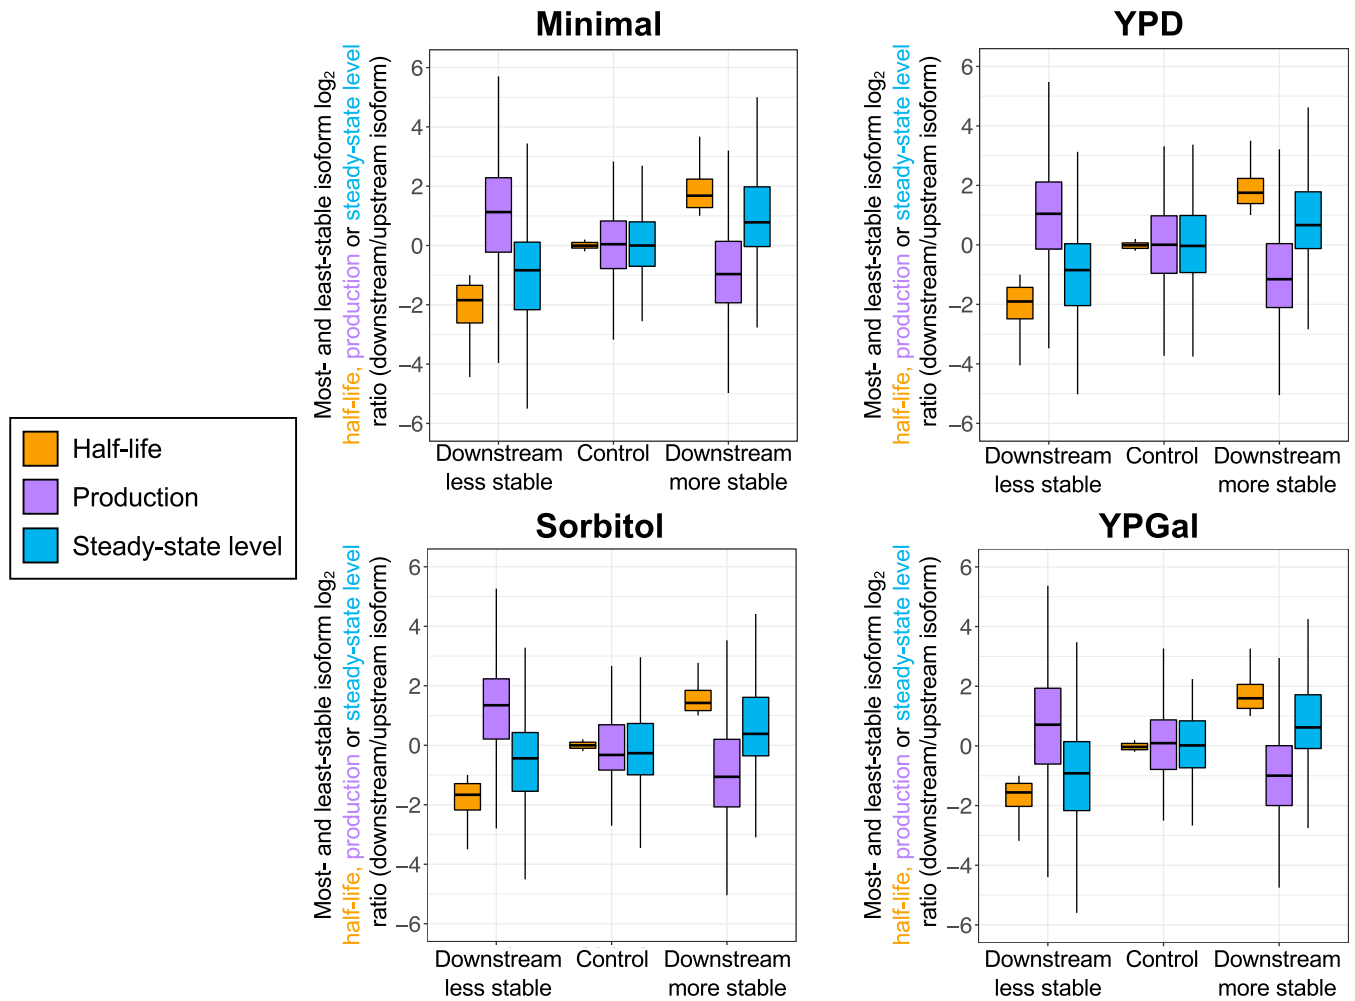 Minimal
Most- and least-stable isoform log2
half-life, production or steady-state level
ratio (downstream/upstream isoform)
6
4
2
0
−2
−4
−6
Downstream less stable
Control
Downstream more stable
YPD
Most- and least-stable isoform log2
half-life, production or steady-state level
ratio (downstream/upstream isoform)
6
4
2
0
−2
−4
−6
Downstream less stable
Control
Downstream more stable
Half-life
Production
Steady-state level
Sorbitol
Most- and least-stable isoform log2
half-life, production or steady-state level
ratio (downstream/upstream isoform)
6
4
2
0
−2
−4
−6
Downstream less stable
Control
Downstream more stable
YPGal
Most- and least-stable isoform log2
half-life, production or steady-state level
ratio (downstream/upstream isoform)
6
4
2
0
−2
−4
−6
Downstream less stable
Control
Downstream more stable